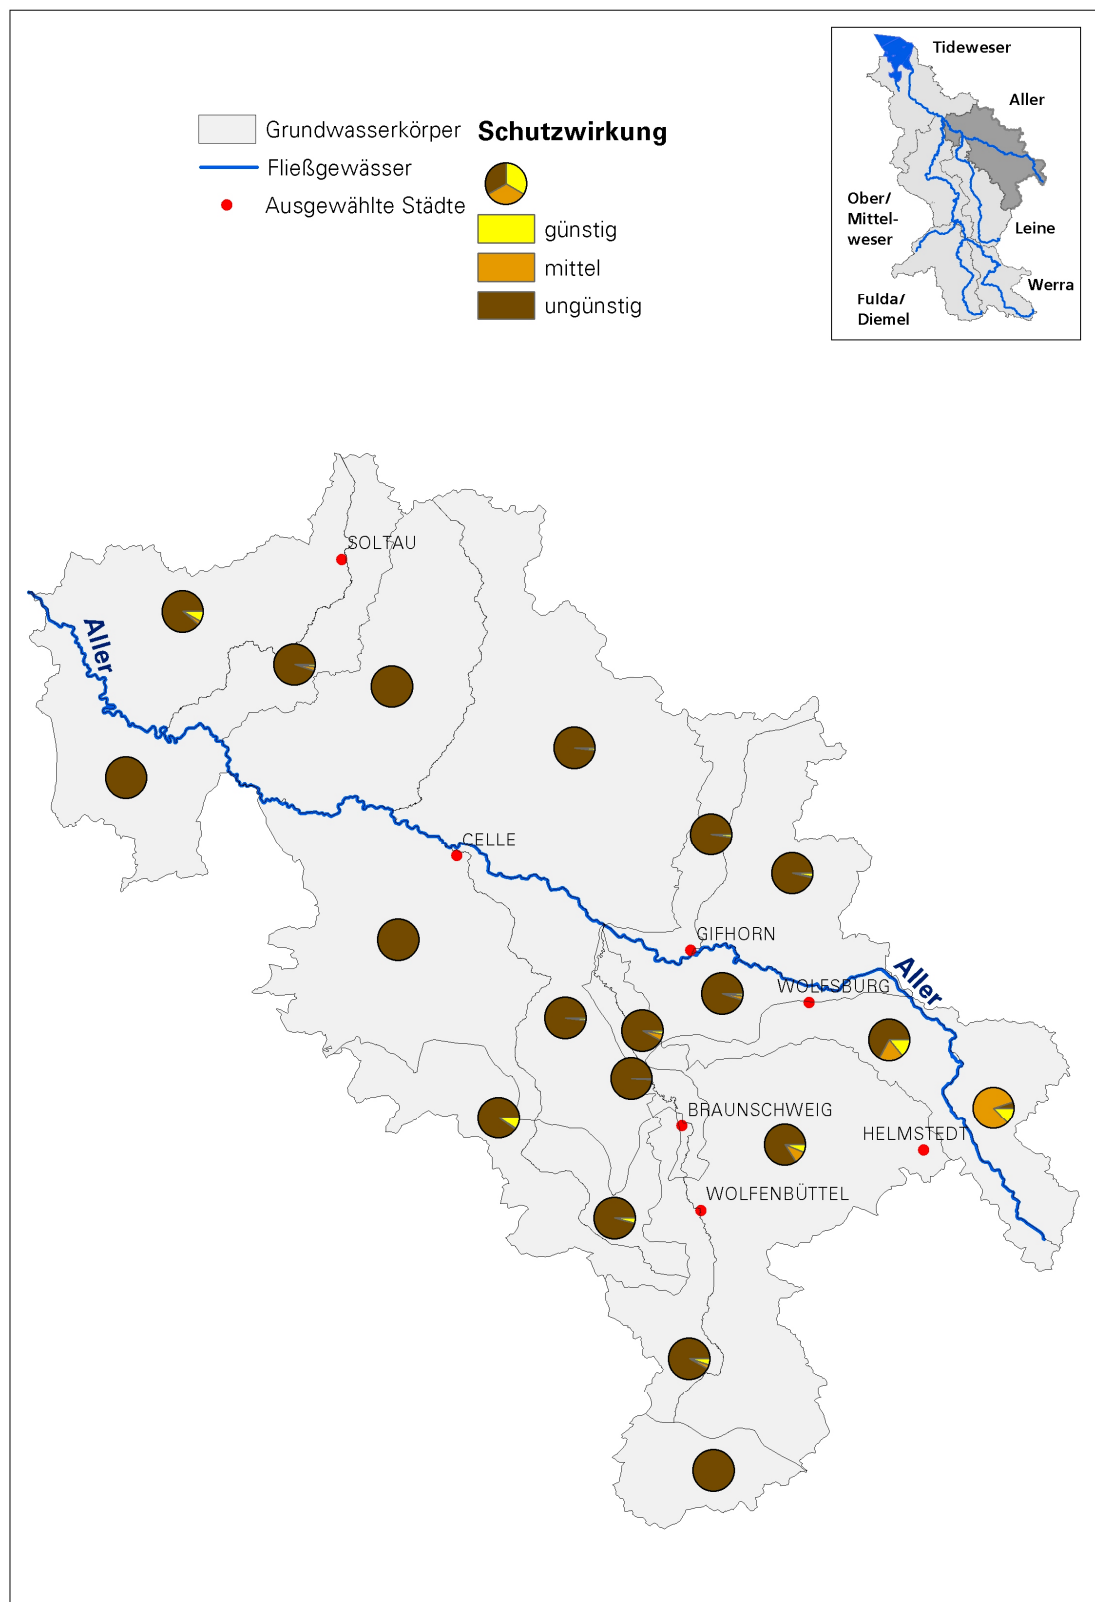 Grundwasserkörper
Fließgewässer
Ausgewählte Städte
Schutzwirkung
günstig
mittel
ungünstig
Tideweser
Aller
Ober/
Mittel-
weser
Leine
Werra
Fulda/
Diemel
SOLTAU
Aller
CELLE
GIFHORN
Aller
WOLFSBURG
BRAUNSCHWEIG
HELMSTEDT
WOLFENBÜTTEL